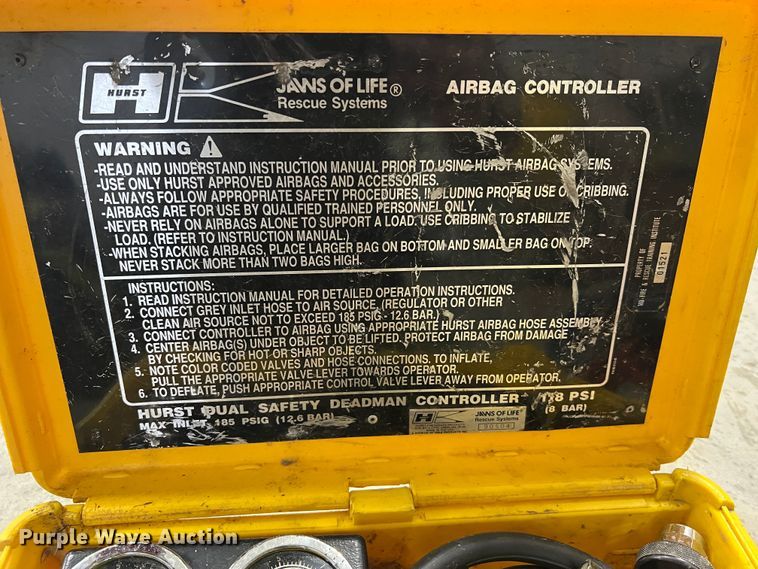 HURST
JAWS OF LIFE®
Rescue Systems
AIRBAG CONTROLLER
WARNING
-READ AND UNDERSTAND INSTRUCTION MANUAL PRIOR TO USING HURST AIRBAG SYSTEMS.
-USE ONLY HURST APPROVED AIRBAGS AND ACCESSORIES.
-ALWAYS FOLLOW APPROPRIATE SAFETY PROCEDURES, INCLUDING PROPER USE OF CRIBBING.
-AIRBAGS ARE FOR USE BY QUALIFIED TRAINED PERSONNEL ONLY.
-NEVER RELY ON AIRBAGS ALONE TO SUPPORT A LOAD. USE CRIBBING TO STABILIZE
LOAD. (REFER TO INSTRUCTION MANUAL.)
-WHEN STACKING AIRBAGS, PLACE LARGER BAG ON BOTTOM AND SMALLER BAG ON TOP.
NEVER STACK MORE THAN TWO BAGS HIGH.
PROPERTY OF
MO-FIRE & RESCUE TRAINING INSTITUTE
01521
INSTRUCTIONS:
1. READ INSTRUCTION MANUAL FOR DETAILED OPERATION INSTRUCTIONS.
2. CONNECT GREY INLET HOSE TO AIR SOURCE. (REGULATOR OR OTHER
CLEAN AIR SOURCE NOT TO EXCEED 185 PSIG - 12.6 BAR.)
3. CONNECT CONTROLLER TO AIRBAG USING APPROPRIATE HURST AIRBAG HOSE ASSEMBLY.
4. CENTER AIRBAG(S) UNDER OBJECT TO BE LIFTED. PROTECT AIRBAG FROM DAMAGE
BY CHECKING FOR HOT OR SHARP OBJECTS.
5. NOTE COLOR CODED VALVES AND HOSE CONNECTIONS. TO INFLATE,
PULL THE APPROPRIATE VALVE LEVER TOWARDS OPERATOR.
6. TO DEFLATE, PUSH APPROPRIATE CONTROL VALVE LEVER AWAY FROM OPERATOR.
HURST DUAL SAFETY DEADMAN CONTROLLER - 118 PSI
MAX INLET 185 PSIG (12.6 BAR)
(8 BAR)
JAWS OF LIFE®
Rescue Systems
Purple Wave Auction